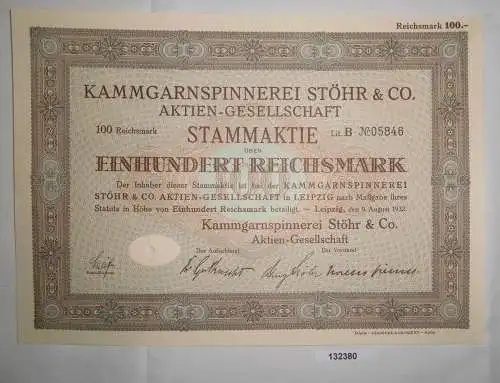 Reichsmark 100.-
KAMMGARNSPINNEREI STÖHR & CO.
AKTIEN-GESELLSCHAFT
100 Reichsmark STAMMAKTIE Lit. B № 05846
ÜBER
EINHUNDERT REICHSMARK
Der Inhaber dieser Stammaktie ist bei der KAMMGARNSPINNEREI
STÖHR & CO. AKTIEN-GESELLSCHAFT in LEIPZIG nach Maßgabe ihres
Statuts in Höhe von Einhundert Reichsmark beteiligt. — Leipzig, den 9. August 1932.
Kammgarnspinnerei Stöhr & Co.
Aktien-Gesellschaft
Der Aufsichtsrat Der Vorstand
132380